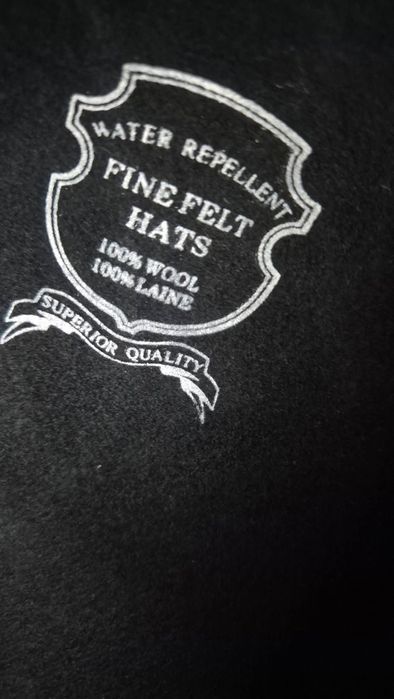 WATER REPELLENT
FINE FELT
HATS
100% WOOL
100% LAINE
SUPERIOR QUALITY